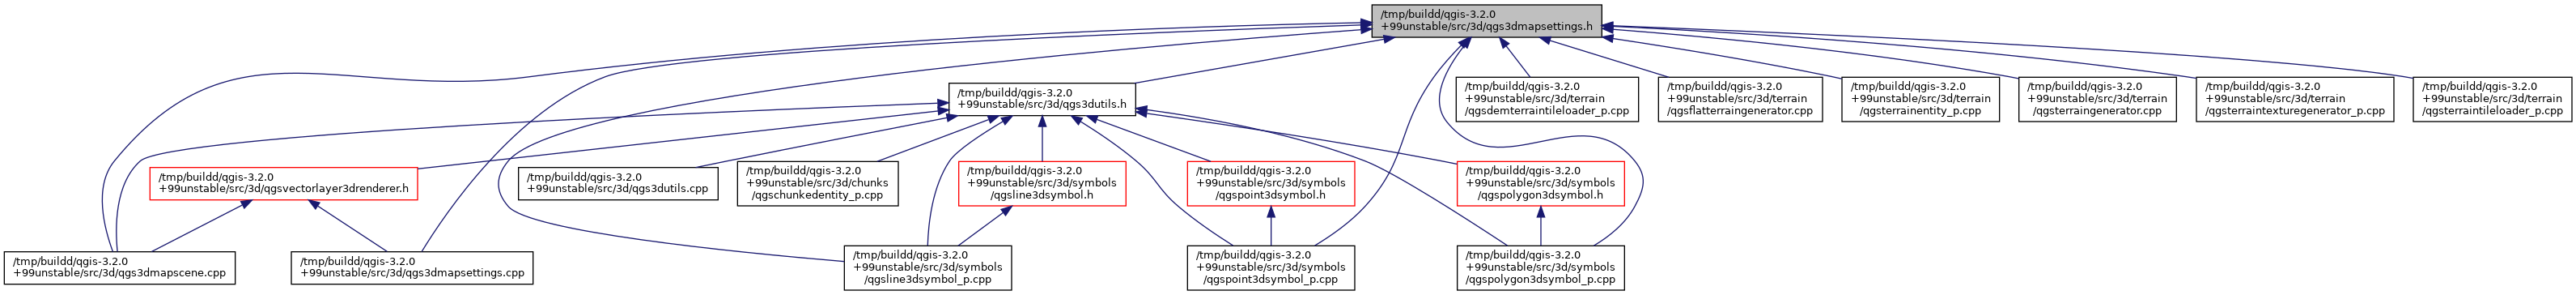 /tmp/buildd/qgis-3.2.0
+99unstable/src/3d/qgs3dmapsettings.h
/tmp/buildd/qgis-3.2.0
+99unstable/src/3d/qgs3dutils.h
/tmp/buildd/qgis-3.2.0
+99unstable/src/3d/terrain
/qgsdemterraintileloader_p.cpp
/tmp/buildd/qgis-3.2.0
+99unstable/src/3d/terrain
/qgsflatterraingenerator.cpp
/tmp/buildd/qgis-3.2.0
+99unstable/src/3d/terrain
/qgsterrainentity_p.cpp
/tmp/buildd/qgis-3.2.0
+99unstable/src/3d/terrain
/qgsterraingenerator.cpp
/tmp/buildd/qgis-3.2.0
+99unstable/src/3d/terrain
/qgsterraintexturegenerator_p.cpp
/tmp/buildd/qgis-3.2.0
+99unstable/src/3d/terrain
/qgsterraintileloader_p.cpp
/tmp/buildd/qgis-3.2.0
+99unstable/src/3d/qgsvectorlayer3drenderer.h
/tmp/buildd/qgis-3.2.0
+99unstable/src/3d/qgs3dutils.cpp
/tmp/buildd/qgis-3.2.0
+99unstable/src/3d/chunks
/qgschunkedentity_p.cpp
/tmp/buildd/qgis-3.2.0
+99unstable/src/3d/symbols
/qgsline3dsymbol.h
/tmp/buildd/qgis-3.2.0
+99unstable/src/3d/symbols
/qgspoint3dsymbol.h
/tmp/buildd/qgis-3.2.0
+99unstable/src/3d/symbols
/qgspolygon3dsymbol.h
/tmp/buildd/qgis-3.2.0
+99unstable/src/3d/qgs3dmapscene.cpp
/tmp/buildd/qgis-3.2.0
+99unstable/src/3d/qgs3dmapsettings.cpp
/tmp/buildd/qgis-3.2.0
+99unstable/src/3d/symbols
/qgsline3dsymbol_p.cpp
/tmp/buildd/qgis-3.2.0
+99unstable/src/3d/symbols
/qgspoint3dsymbol_p.cpp
/tmp/buildd/qgis-3.2.0
+99unstable/src/3d/symbols
/qgspolygon3dsymbol_p.cpp